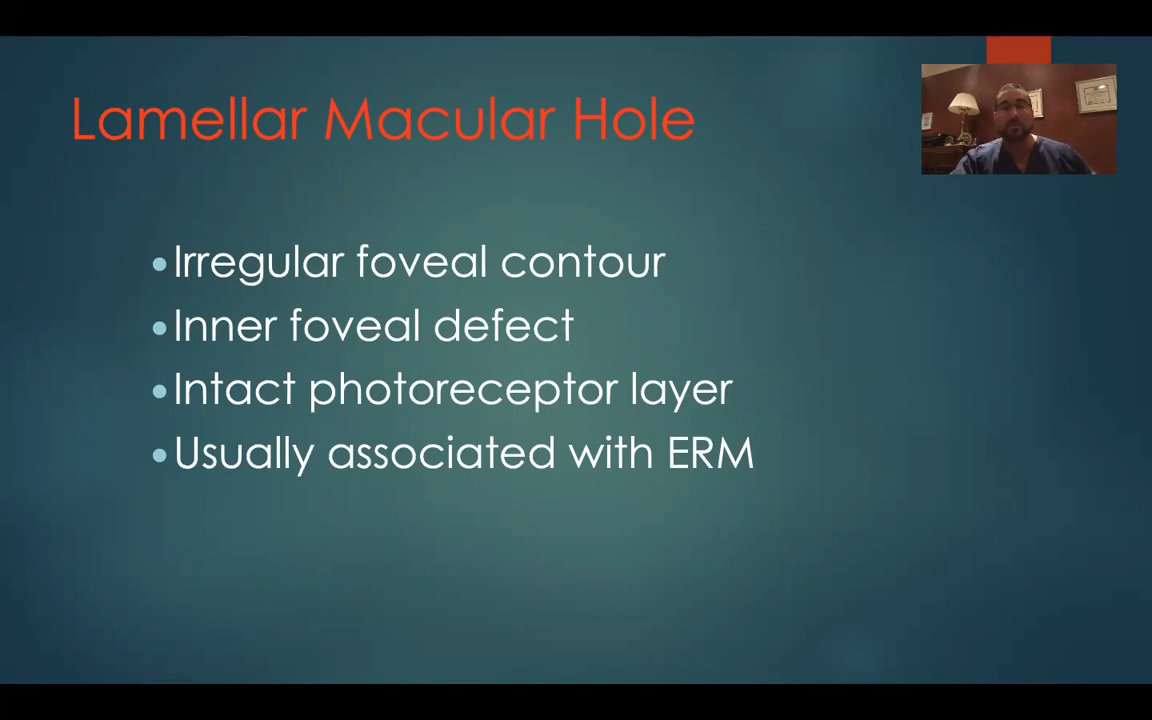 Lamellar Macular Hole
•Irregular foveal contour
•Inner foveal defect
•Intact photoreceptor layer
•Usually associated with ERM